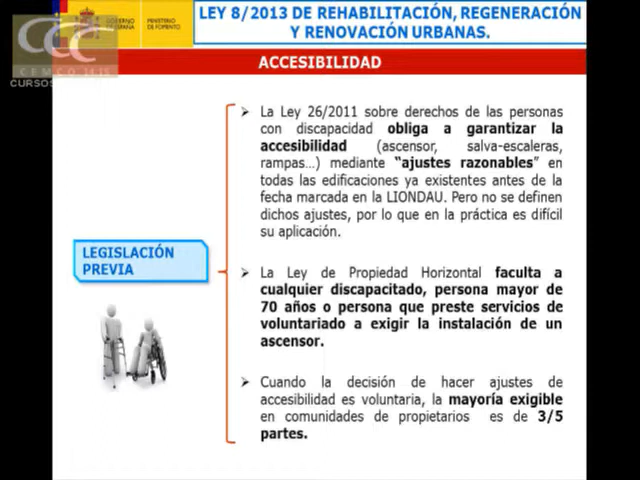 LEY 8/2013 DE REHABILITACIÓN, REGENERACIÓN
Y RENOVACIÓN URBANAS.
GOBIERNO
DE ESPAÑA
MINISTERIO
DE FOMENTO
CCC
CEMCO
CURSOS
ACCESIBILIDAD
LEGISLACIÓN
PREVIA
La Ley 26/2011 sobre derechos de las personas
con discapacidad obliga a garantizar la
accesibilidad (ascensor, salva-escaleras,
rampas...) mediante “ajustes razonables” en
todas las edificaciones ya existentes antes de la
fecha marcada en la LIONDAU. Pero no se definen
dichos ajustes, por lo que en la práctica es difícil
su aplicación.
La Ley de Propiedad Horizontal faculta a
cualquier discapacitado, persona mayor de
70 años o persona que preste servicios de
voluntariado a exigir la instalación de un
ascensor.
Cuando la decisión de hacer ajustes de
accesibilidad es voluntaria, la mayoría exigible
en comunidades de propietarios es de 3/5
partes.